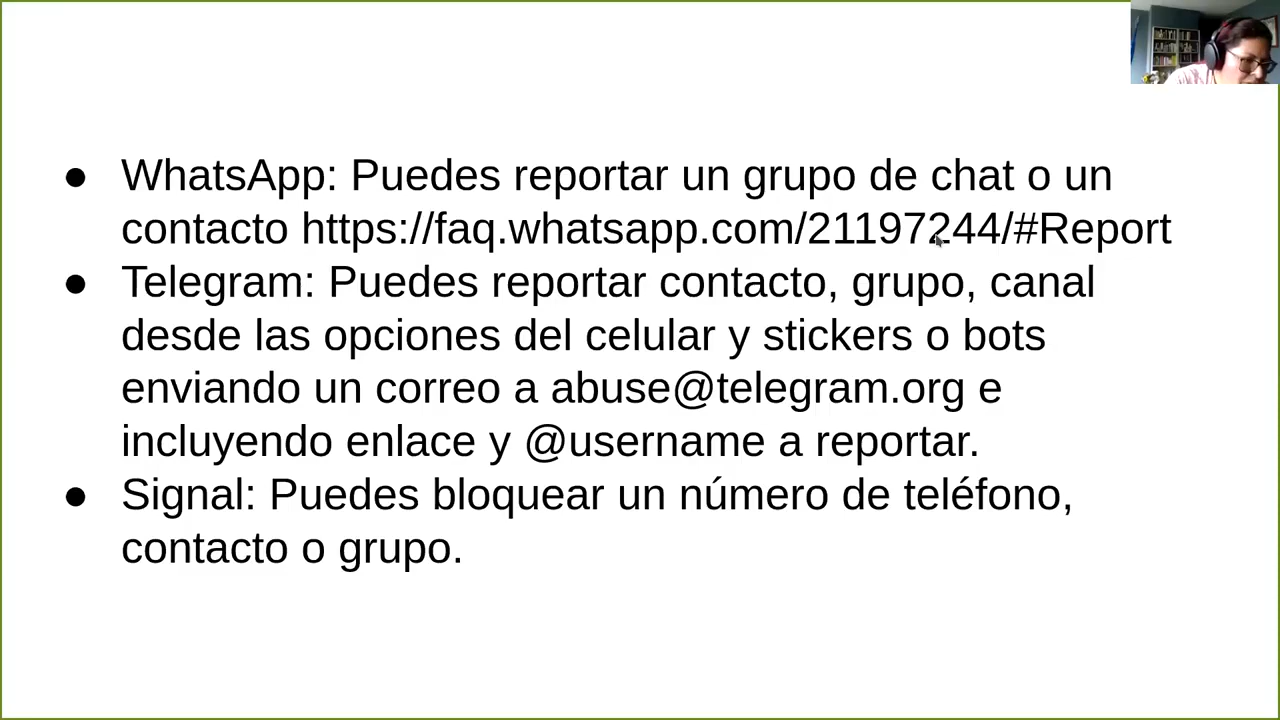 ● WhatsApp: Puedes reportar un grupo de chat o un
contacto https://faq.whatsapp.com/21197244/#Report
● Telegram: Puedes reportar contacto, grupo, canal
desde las opciones del celular y stickers o bots
enviando un correo a abuse@telegram.org e
incluyendo enlace y @username a reportar.
● Signal: Puedes bloquear un número de teléfono,
contacto o grupo.